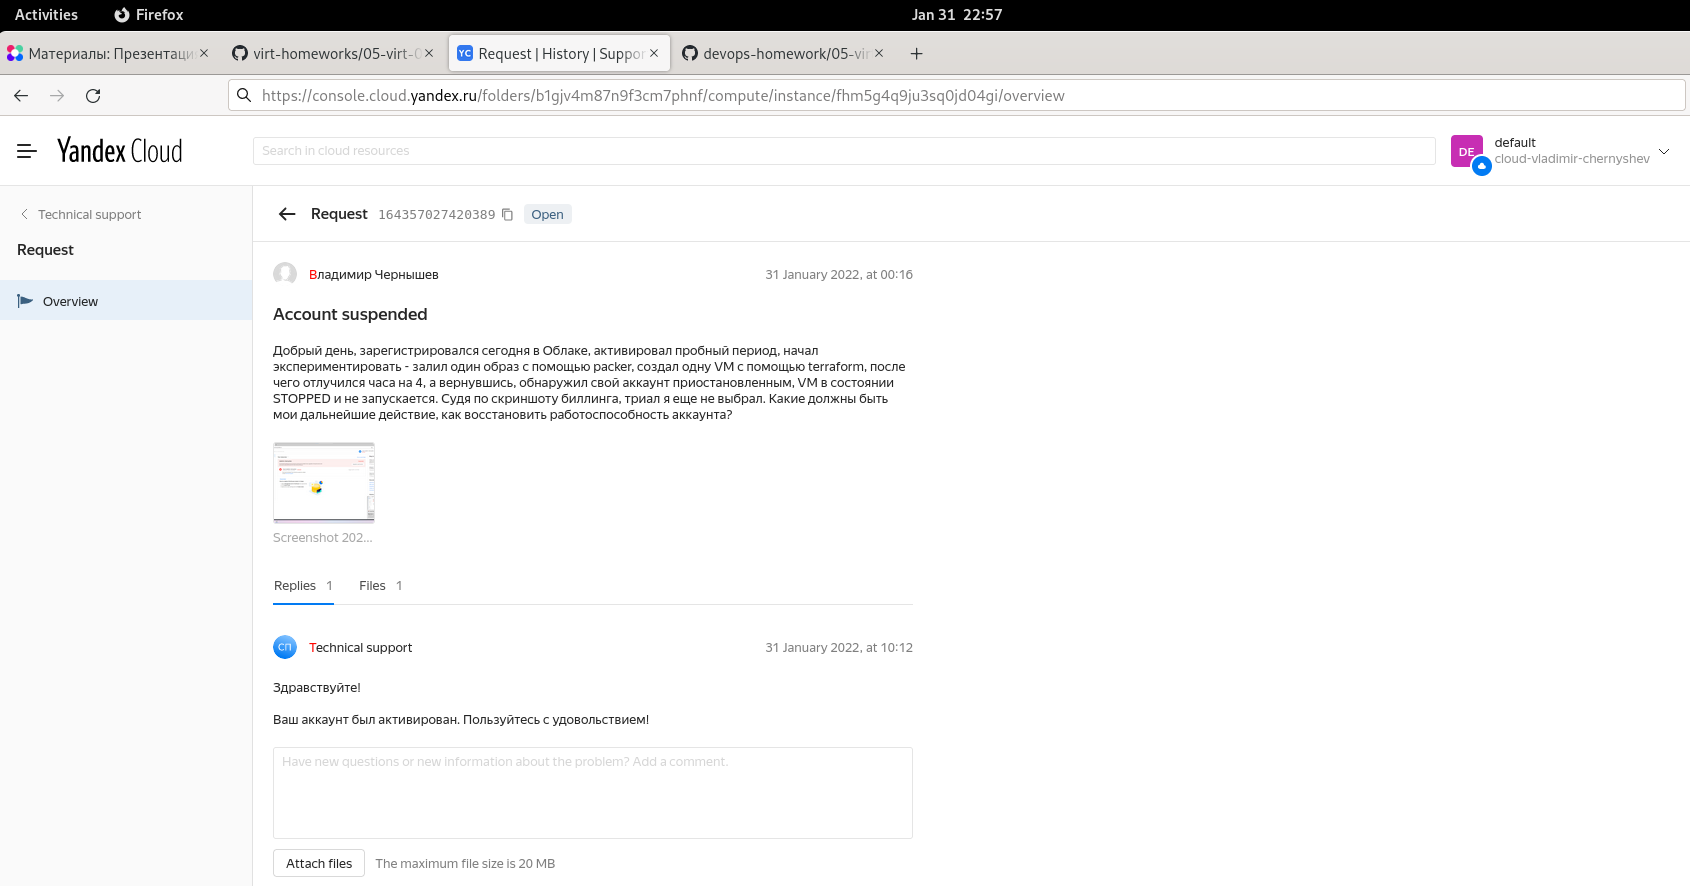 Activities
Firefox
Jan 31 22:57
Материалы: Презентаци
virt-homeworks/05-virt-0
Request | History | Suppor
devops-homework/05-vir
https://console.cloud.yandex.ru/folders/b1gjv4m87n9f3cm7phnf/compute/instance/fhm5g4q9ju3sq0jd04gi/overview
Yandex Cloud
Search in cloud resources
DE
default
cloud-vladimir-chernyshev
Technical support
Request
Overview
Request 164357027420389 Open
Владимир Чернышев
31 January 2022, at 00:16
Account suspended
Добрый день, зарегистрировался сегодня в Облаке, активировал пробный период, начал
экспериментировать - залил один образ с помощью packer, создал одну VM с помощью terraform, после
чего отлучился часа на 4, а вернувшись, обнаружил свой аккаунт приостановленным, VM в состоянии
STOPPED и не запускается. Судя по скриншоту биллинга, триал я еще не выбрал. Какие должны быть
мои дальнейшие действие, как восстановить работоспособность аккаунта?
Screenshot 202...
Replies 1
Files 1
СП
Technical support
31 January 2022, at 10:12
Здравствуйте!
Ваш аккаунт был активирован. Пользуйтесь с удовольствием!
Have new questions or new information about the problem? Add a comment.
Attach files
The maximum file size is 20 MB